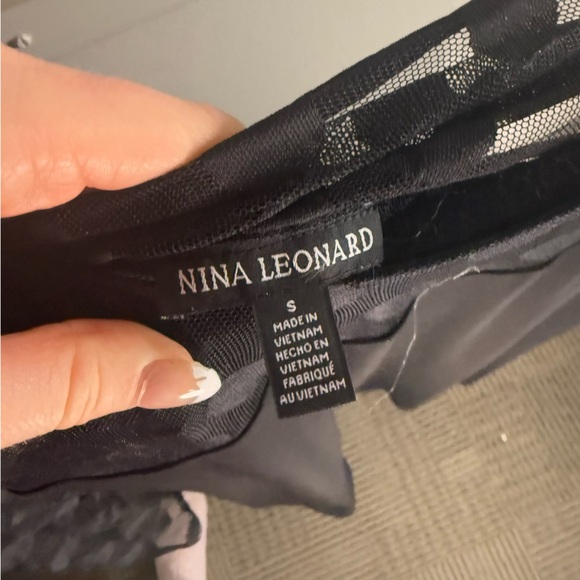 NINA LEONARD
S
MADE IN
VIETNAM
HECHO EN
VIETNAM
FABRIQUÉ
AU VIETNAM